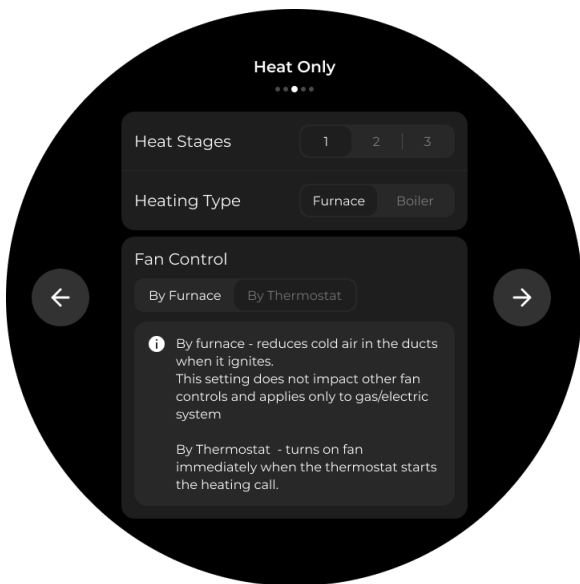 Heat Only
Heat Stages 1 2 3
Heating Type Furnace Boiler
Fan Control
By Furnace By Thermostat
By furnace - reduces cold air in the ducts
when it ignites.
This setting does not impact other fan
controls and applies only to gas/electric
system
By Thermostat - turns on fan
immediately when the thermostat starts
the heating call.